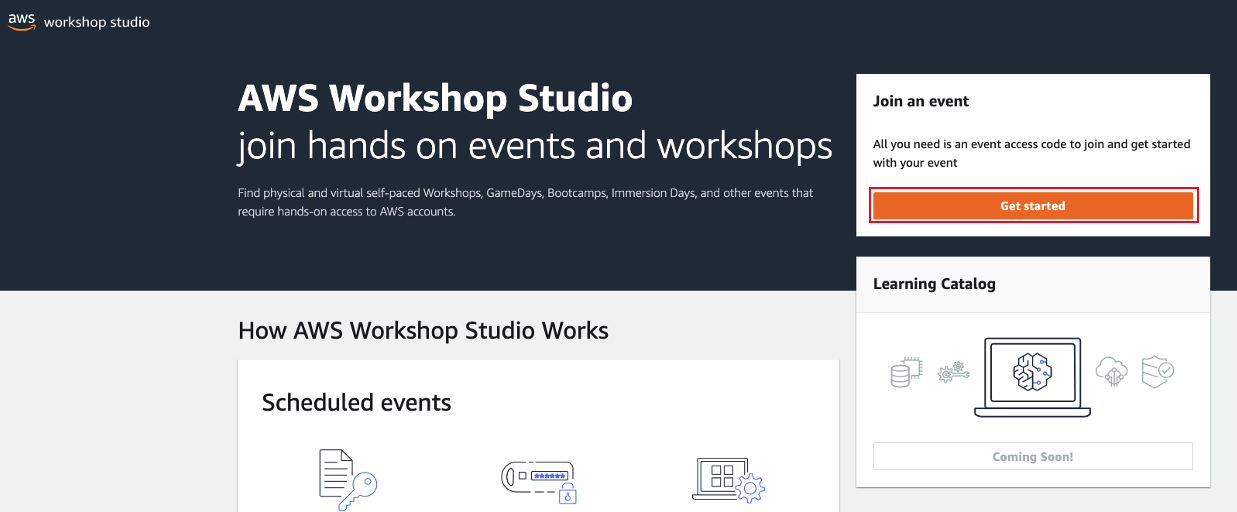 aws workshop studio
AWS Workshop Studio
join hands on events and workshops
Find physical and virtual self-paced Workshops, GameDays, Bootcamps, Immersion Days, and other events that
require hands-on access to AWS accounts.
Join an event
All you need is an event access code to join and get started
with your event
Get started
Learning Catalog
Coming Soon!
How AWS Workshop Studio Works
Scheduled events
******